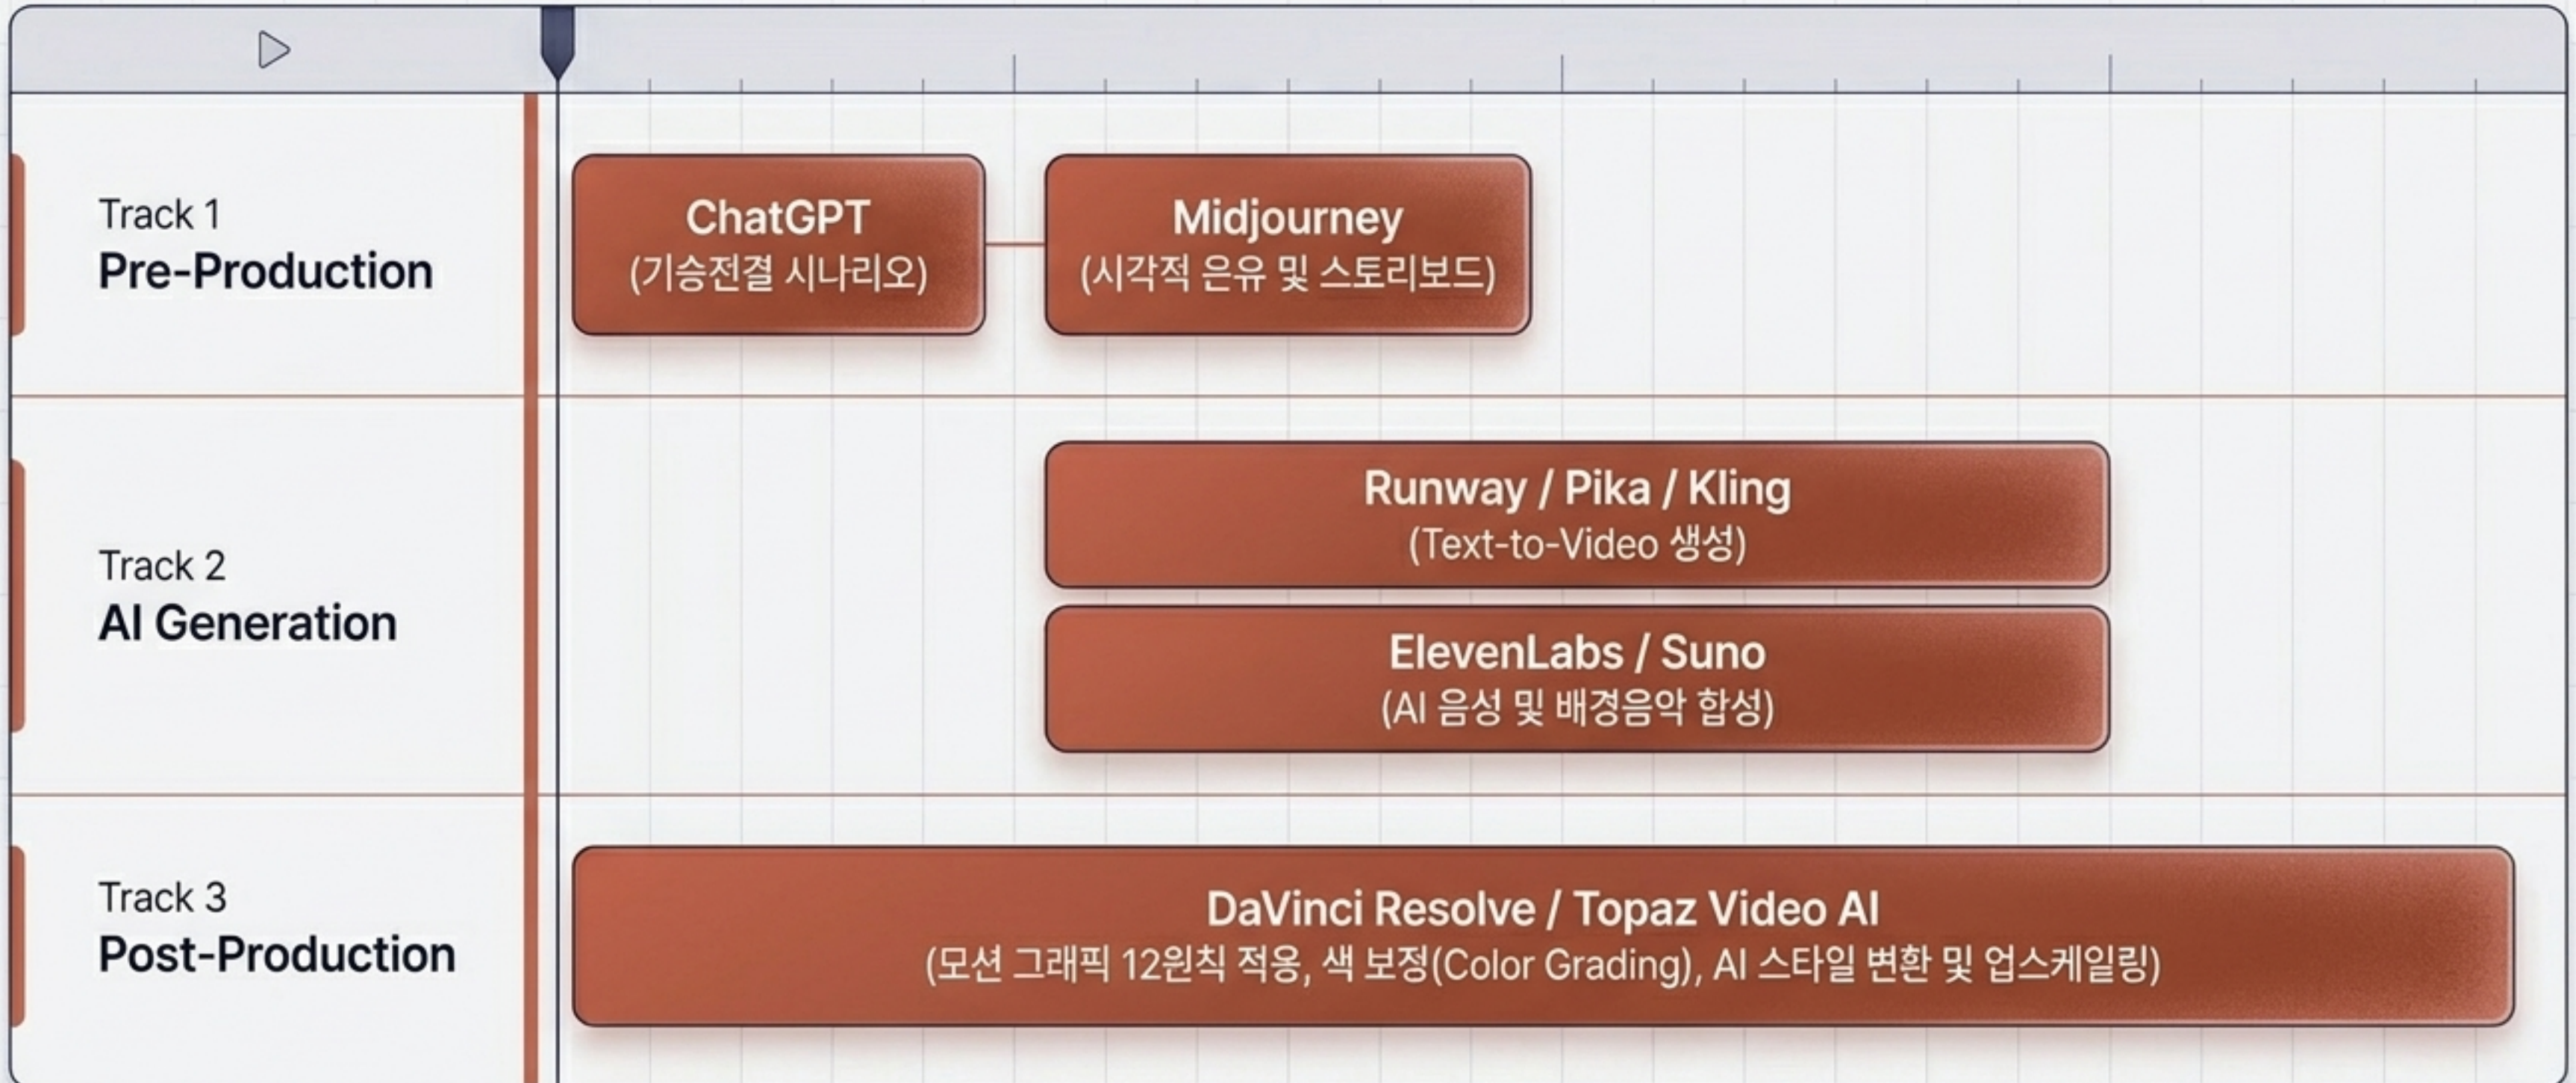 Track 1
Pre-Production
ChatGPT
(기승전결 시나리오)
Midjourney
(시각적 은유 및 스토리보드)
Track 2
AI Generation
Runway / Pika / Kling
(Text-to-Video 생성)
ElevenLabs / Suno
(AI 음성 및 배경음악 합성)
Track 3
Post-Production
DaVinci Resolve / Topaz Video AI
(모션 그래픽 12원칙 적용, 색 보정(Color Grading), AI 스타일 변환 및 업스케일링)